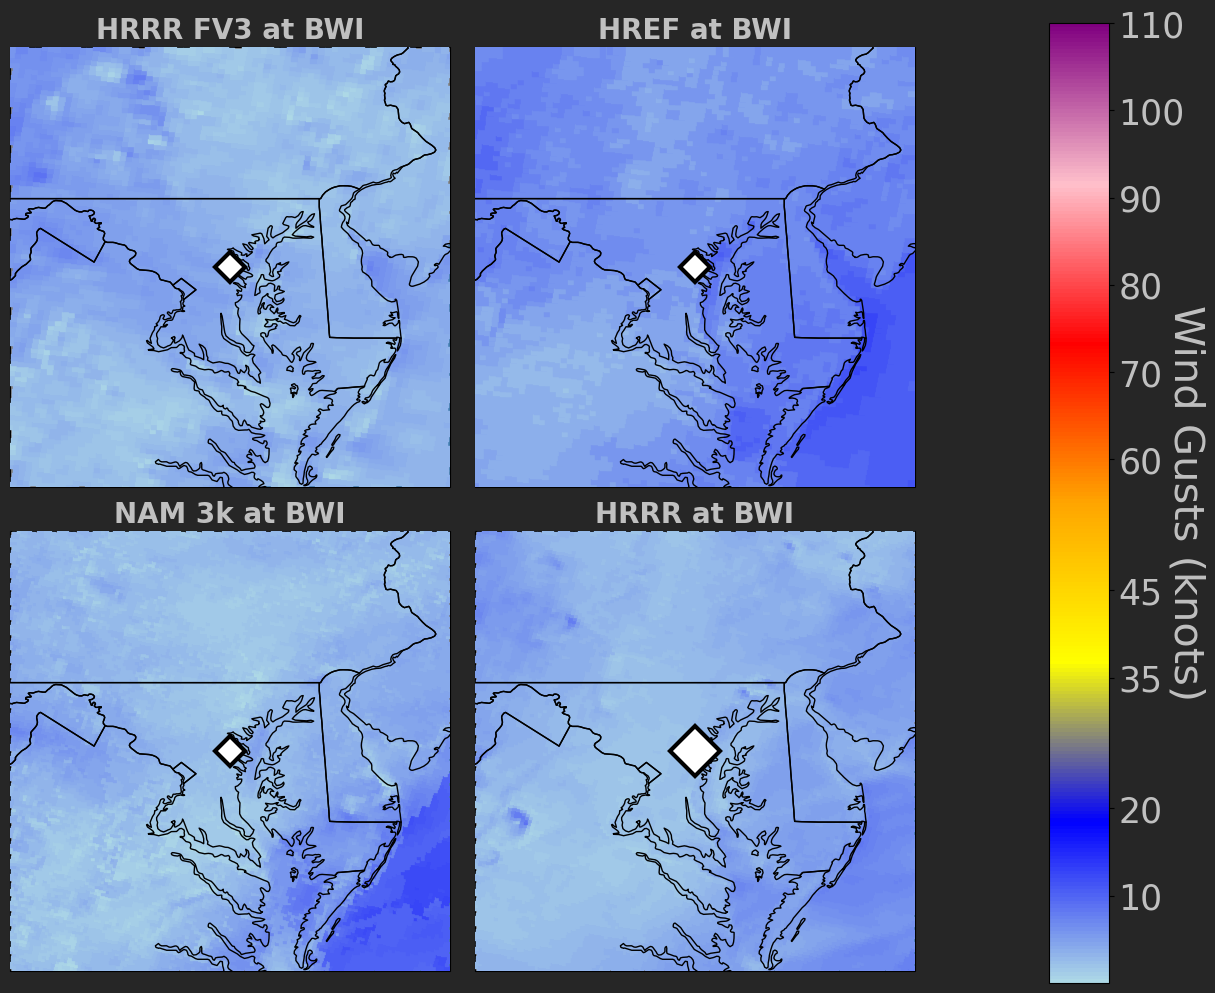 HRRR FV3 at BWI
HREF at BWI
NAM 3k at BWI
HRRR at BWI
110
100
90
80
70
60
45
35
20
10
Wind Gusts (knots)